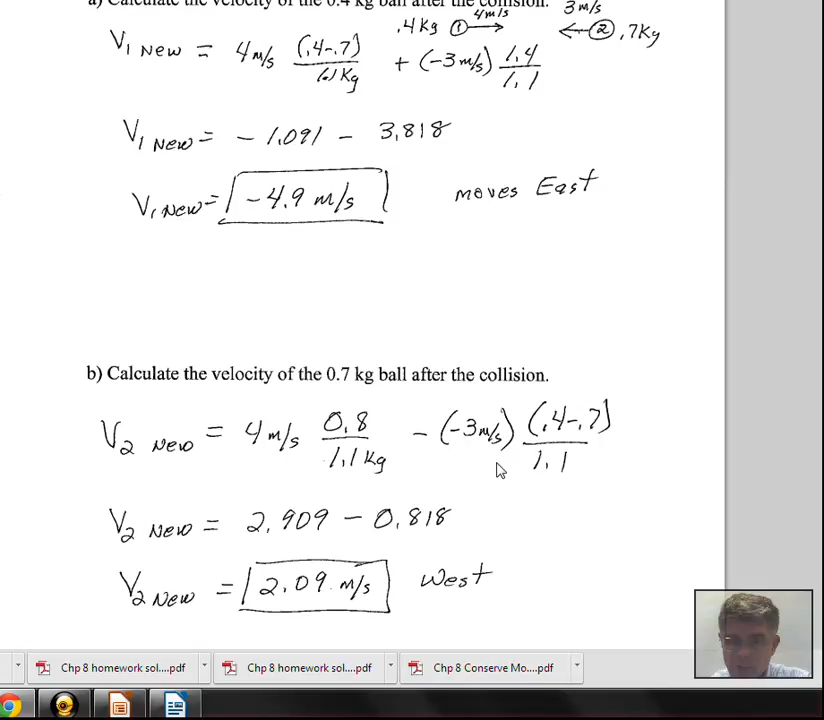 a) Calculate the velocity of the 0.4 kg ball after the collision.
3 m/s
4 m/s
.4 Kg ① →
← ② .7 Kg
V₁ New = 4 m/s (.4-.7)/1.1 Kg + (-3 m/s) 1.4/1.1
V₁ New = - 1.091 - 3.818
V₁ New = -4.9 m/s moves East
b) Calculate the velocity of the 0.7 kg ball after the collision.
V₂ New = 4 m/s 0.8/1.1 Kg - (-3 m/s) (.4-.7)/1.1
V₂ New = 2.909 - 0.818
V₂ New = 2.09 m/s West
Chp 8 homework sol....pdf Chp 8 homework sol....pdf Chp 8 Conserve Mo....pdf